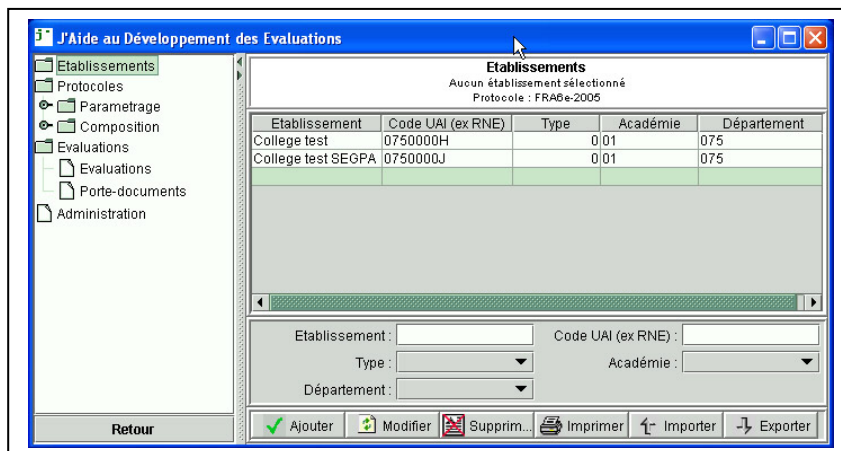 J'Aide au Développement des Evaluations
Etablissements
Protocoles
Parametrage
Composition
Evaluations
Evaluations
Porte-documents
Administration
Retour
Etablissements
Aucun établissement sélectionné
Protocole : FRA6e-2005
Etablissement Code UAI (ex RNE) Type Académie Département
College test 0750000H 0 01 075
College test SEGPA 0750000J 0 01 075
Etablissement : Code UAI (ex RNE) :
Type : Académie :
Département :
Ajouter Modifier Supprim... Imprimer Importer Exporter